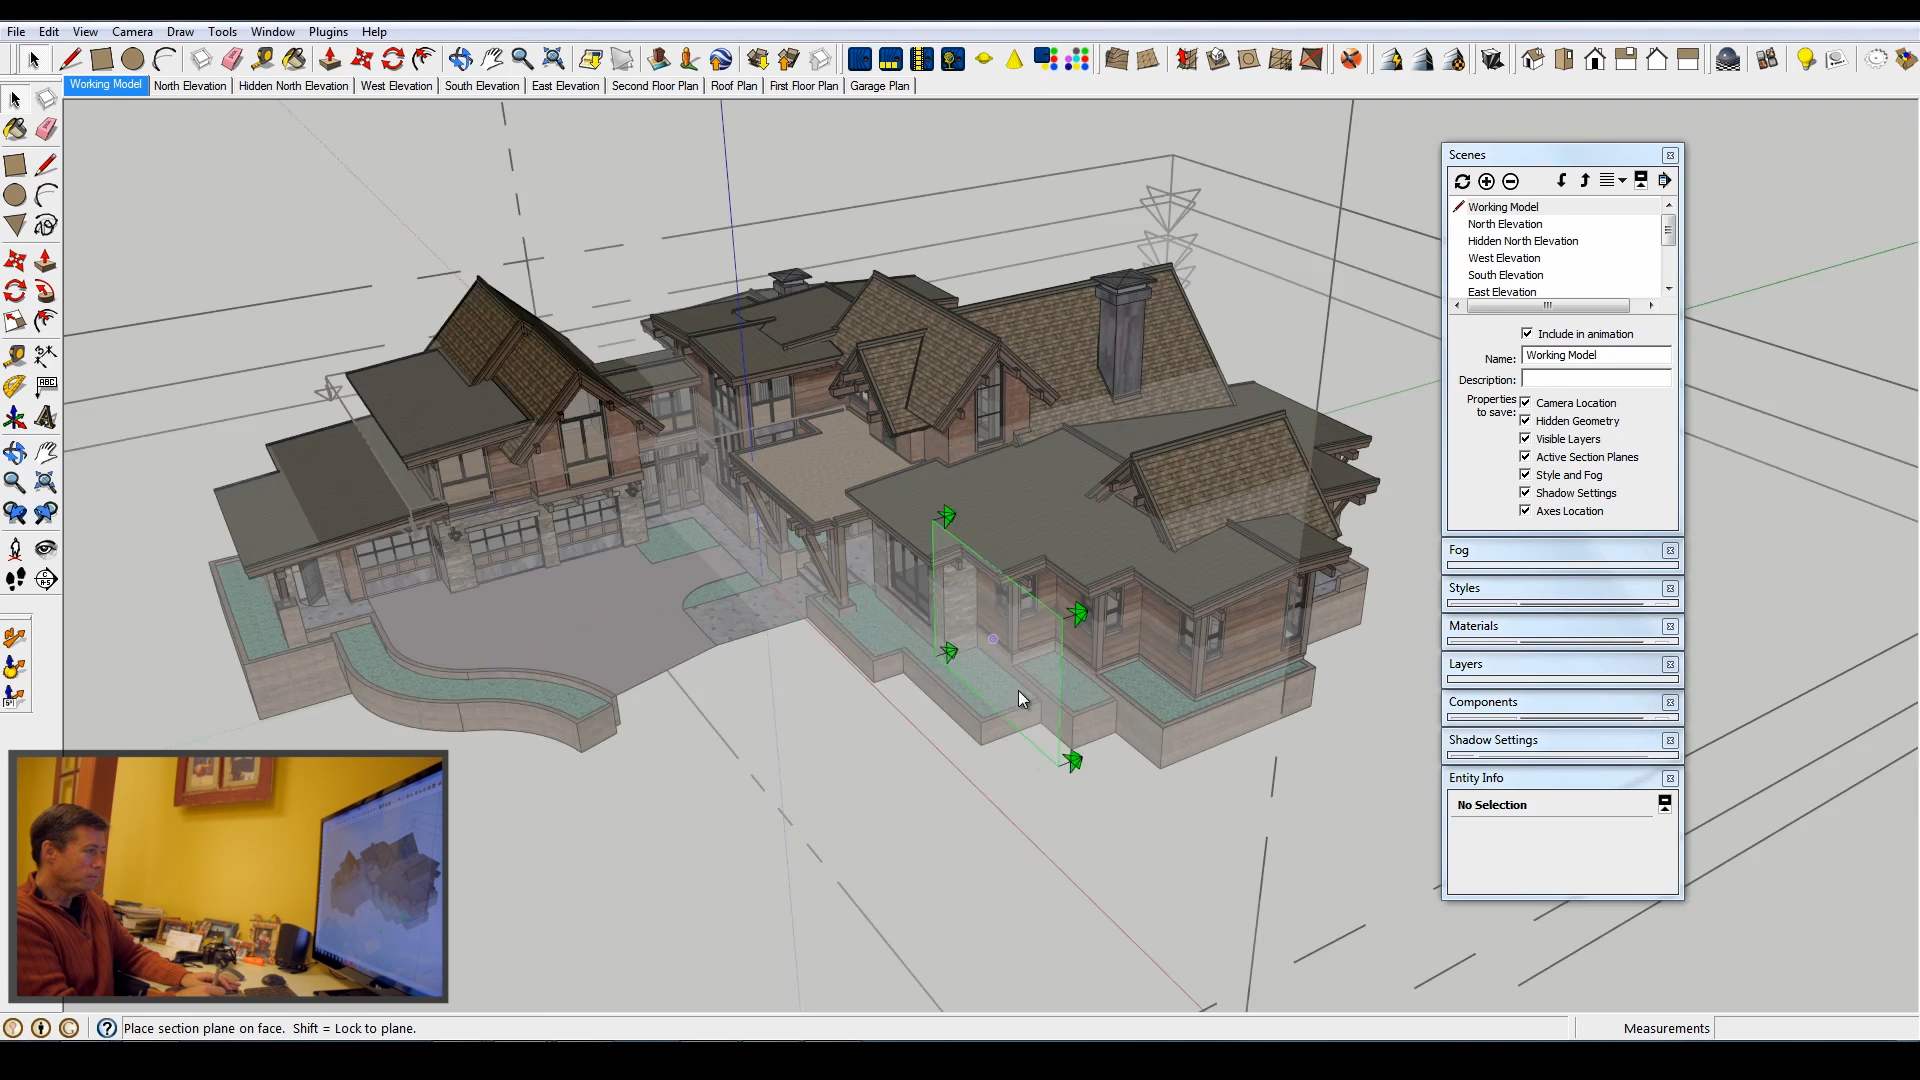 File Edit View Camera Draw Tools Window Plugins Help
Working Model North Elevation Hidden North Elevation West Elevation South Elevation East Elevation Second Floor Plan Roof Plan First Floor Plan Garage Plan
Scenes
Working Model
North Elevation
Hidden North Elevation
West Elevation
South Elevation
East Elevation
Include in animation
Name: Working Model
Description:
Properties to save:
Camera Location
Hidden Geometry
Visible Layers
Active Section Planes
Style and Fog
Shadow Settings
Axes Location
Fog
Styles
Materials
Layers
Components
Shadow Settings
Entity Info
No Selection
ABC
Place section plane on face. Shift = Lock to plane.
Measurements